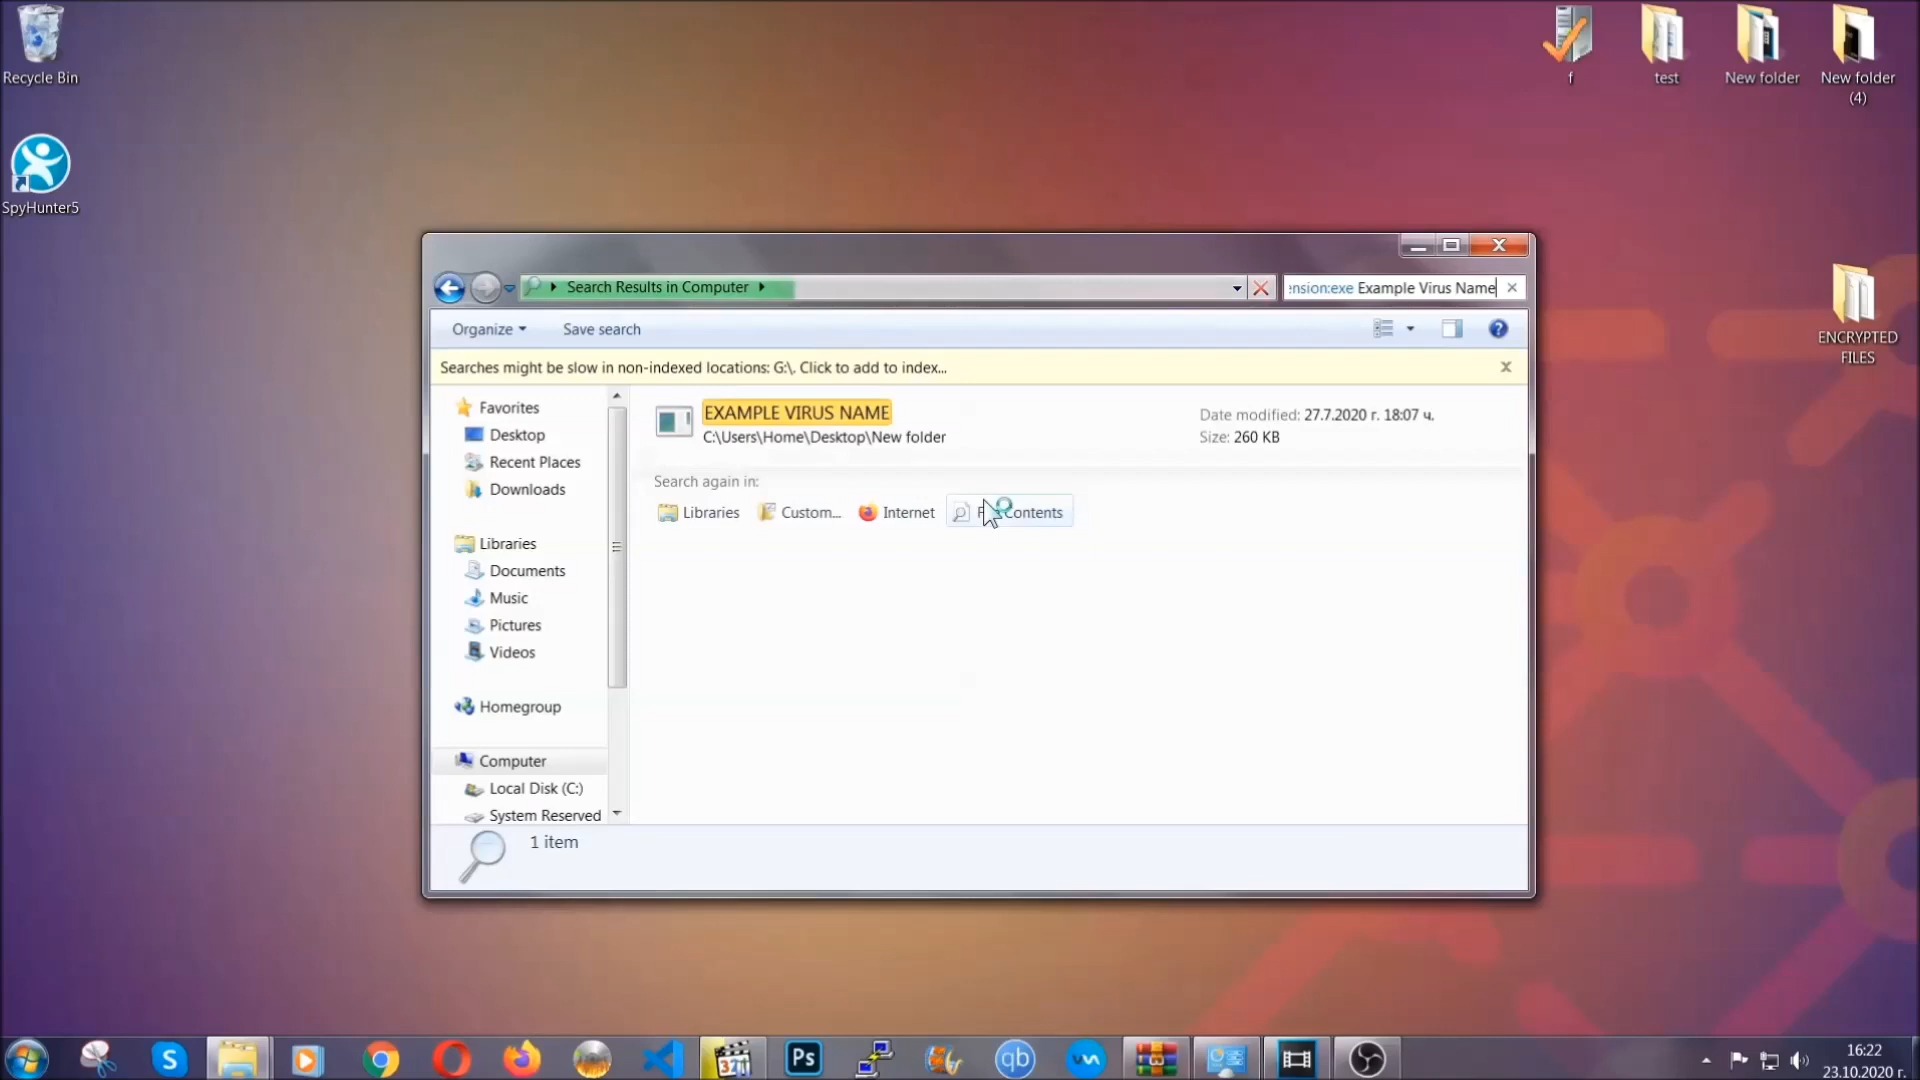 Recycle Bin
SpyHunter5
f
test
New folder
New folder
(4)
ENCRYPTED
FILES
Search Results in Computer
ension:exe Example Virus Name
Organize
Save search
Searches might be slow in non-indexed locations: G:\. Click to add to index...
Favorites
Desktop
Recent Places
Downloads
Libraries
Documents
Music
Pictures
Videos
Homegroup
Computer
Local Disk (C:)
System Reserved
EXAMPLE VIRUS NAME
C:\Users\Home\Desktop\New folder
Date modified: 27.7.2020 г. 18:07 ч.
Size: 260 KB
Search again in:
Libraries
Custom...
Internet
Contents
1 item
S
321
Ps
qb
16:22
23.10.2020 г.